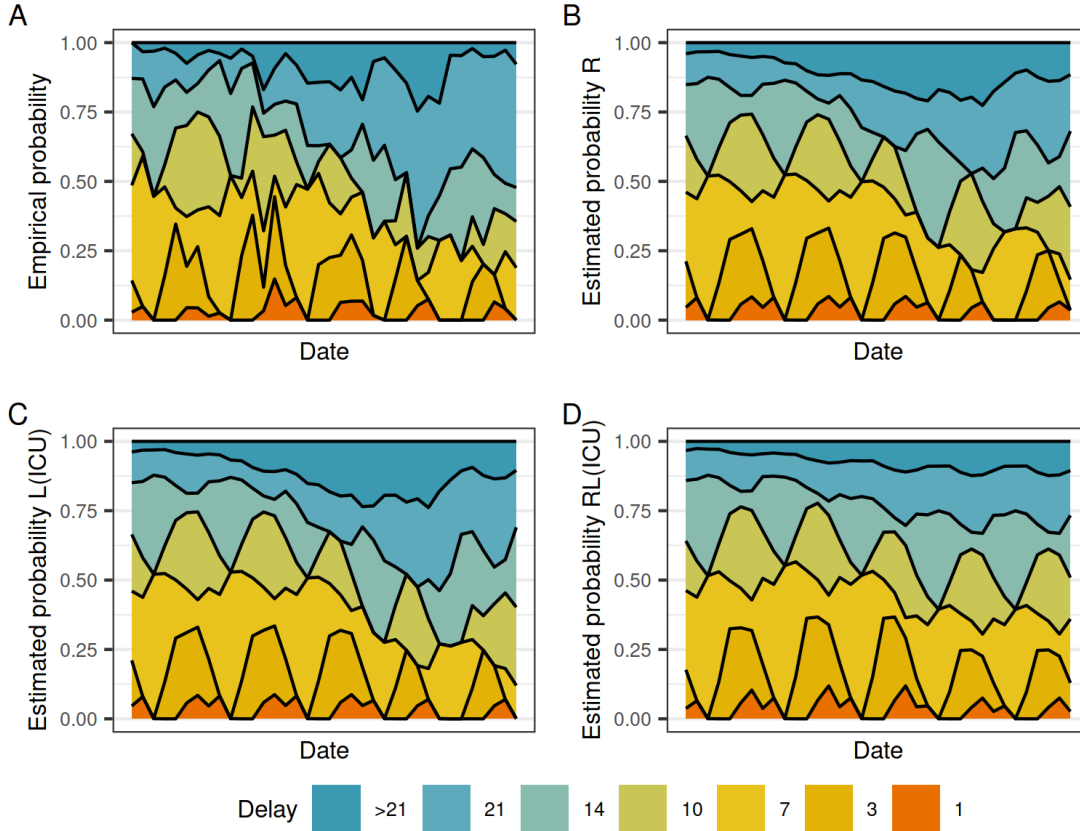 A
B
Empirical probability
1.00
0.75
0.50
0.25
0.00
Date
Estimated probability R
1.00
0.75
0.50
0.25
0.00
Date
C
D
Estimated probability L(ICU)
1.00
0.75
0.50
0.25
0.00
Date
Estimated probability RL(ICU)
1.00
0.75
0.50
0.25
0.00
Date
Delay >21 21 14 10 7 3 1